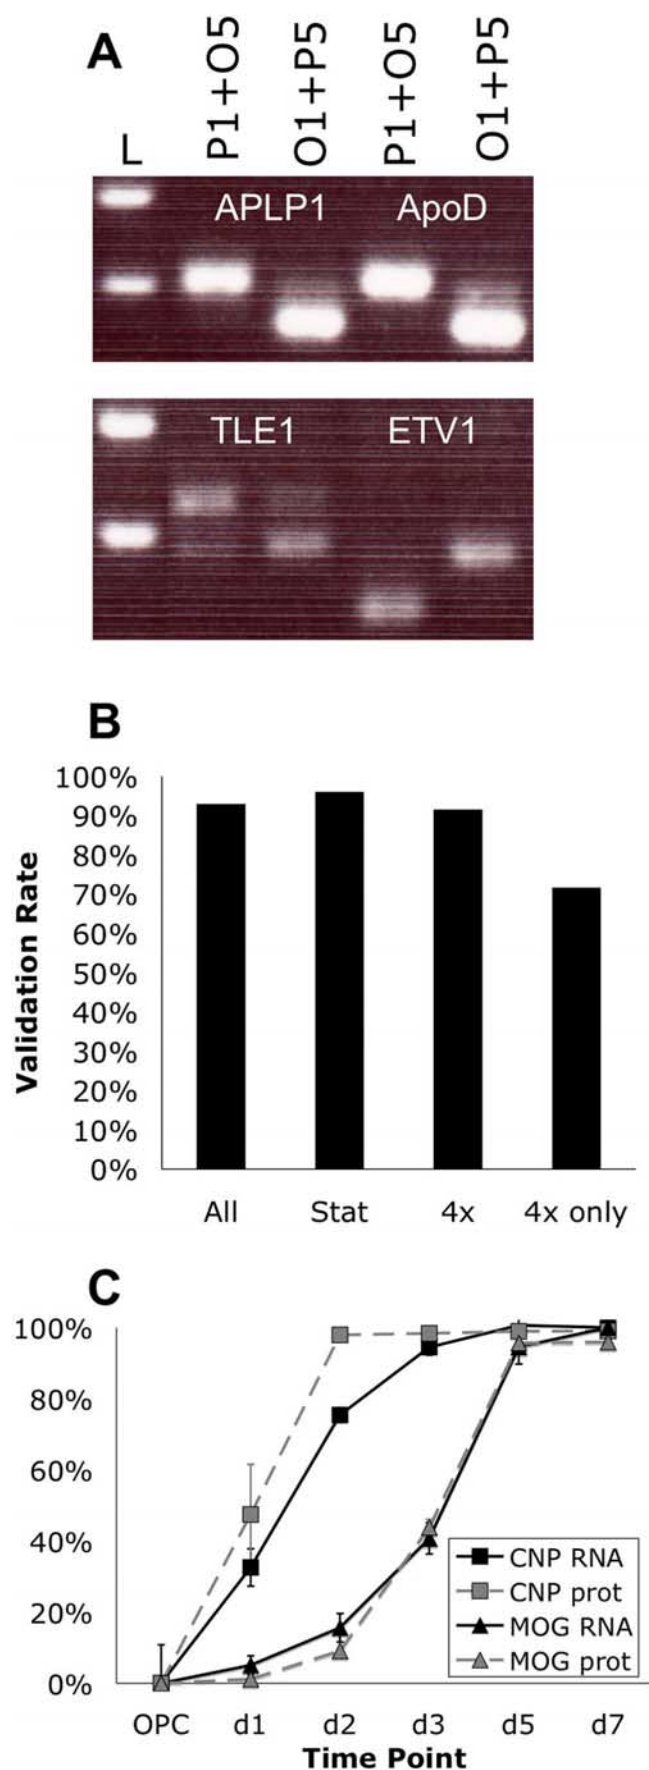 A
L P1+O5 O1+P5 P1+O5 O1+P5
APLP1 ApoD
TLE1 ETV1
B
Validation Rate
100%
90%
80%
70%
60%
50%
40%
30%
20%
10%
0%
All Stat 4x 4x only
C
100%
80%
60%
40%
20%
0%
CNP RNA
CNP prot
MOG RNA
MOG prot
OPC d1 d2 d3 d5 d7
Time Point